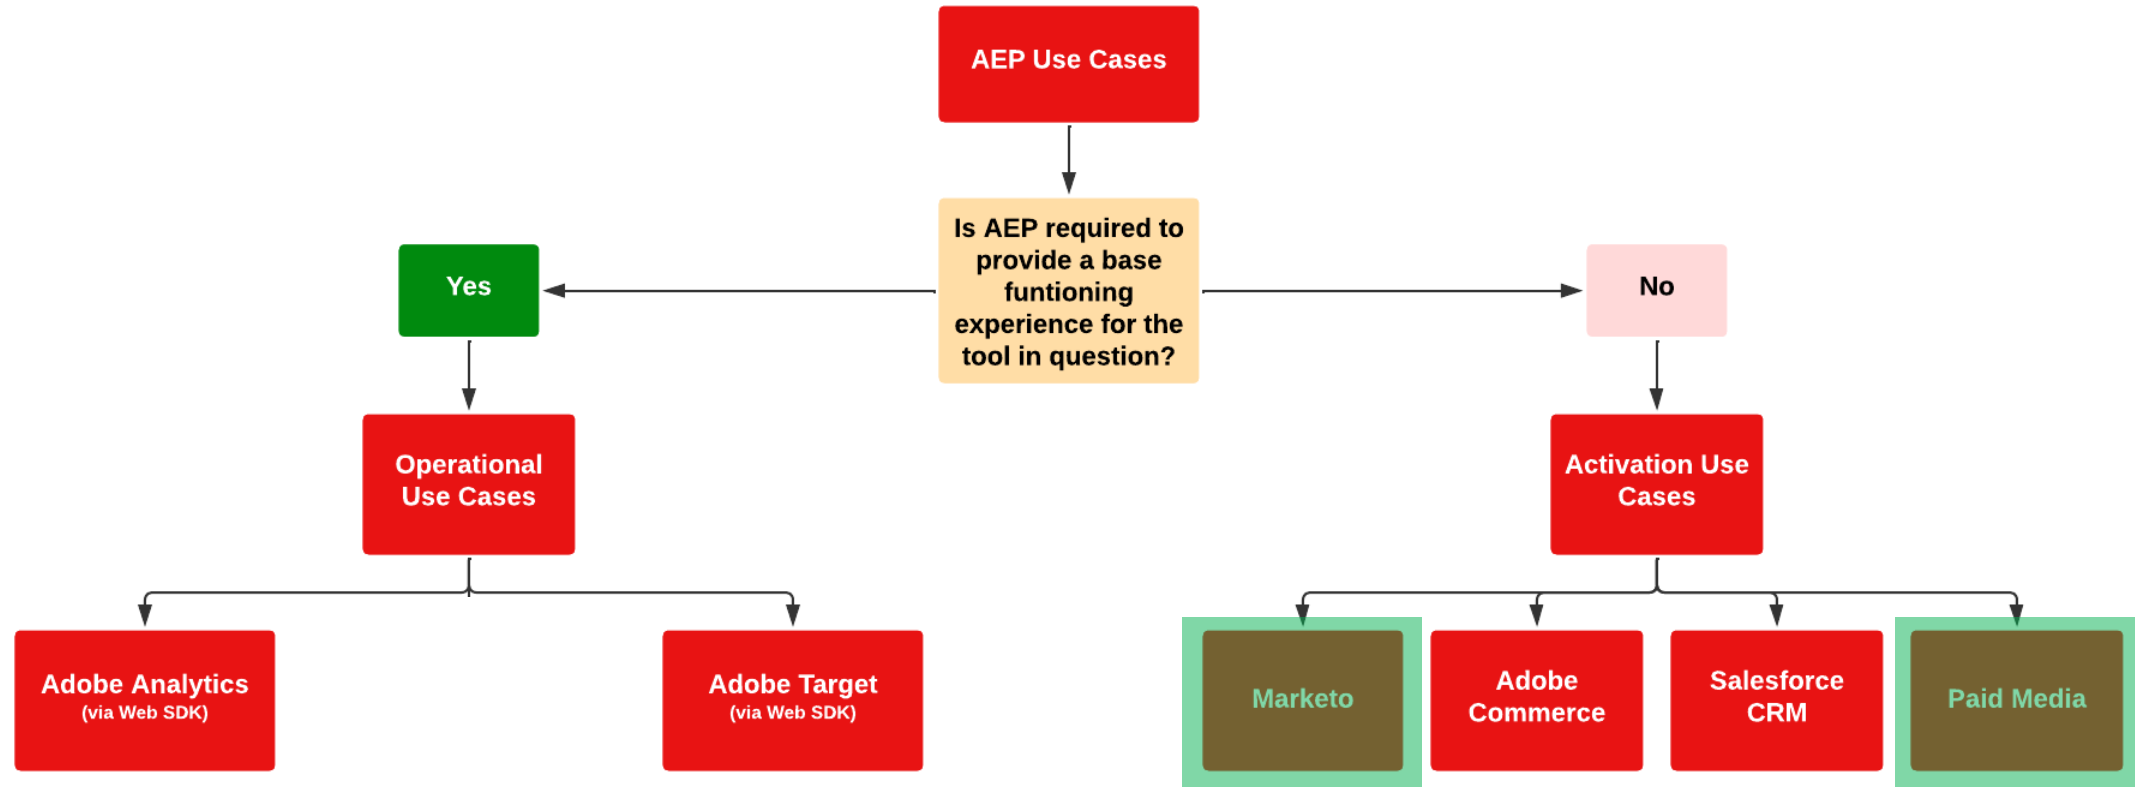 AEP Use Cases
Is AEP required to
provide a base
funtioning
experience for the
tool in question?
Yes
No
Operational
Use Cases
Activation Use
Cases
Adobe Analytics
(via Web SDK)
Adobe Target
(via Web SDK)
Marketo
Adobe
Commerce
Salesforce
CRM
Paid Media